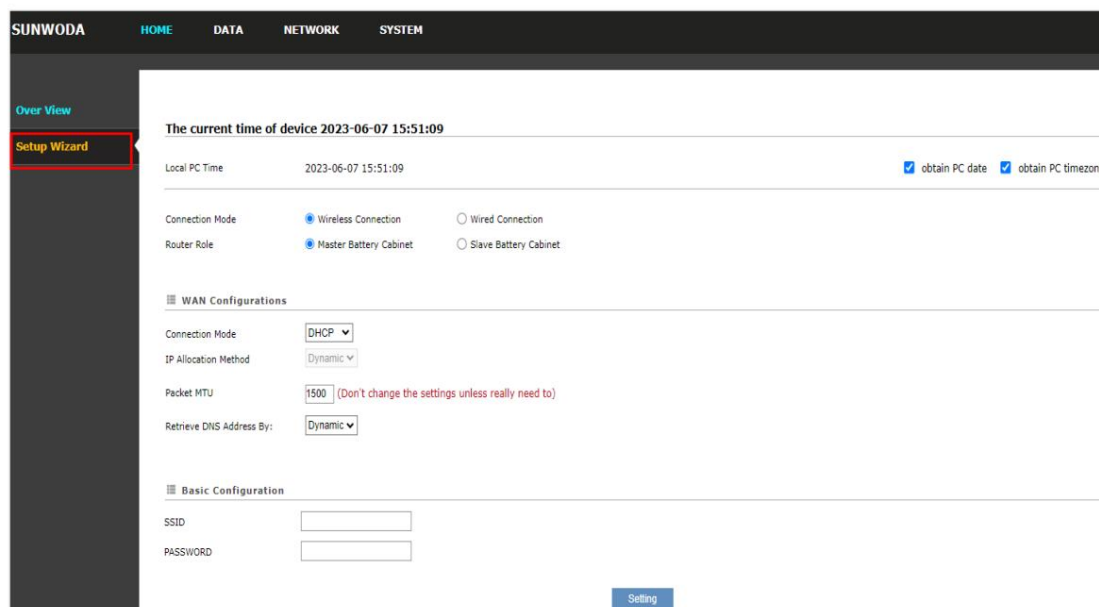 SUNWODA HOME DATA NETWORK SYSTEM
Over View
Setup Wizard
The current time of device 2023-06-07 15:51:09
Local PC Time 2023-06-07 15:51:09 obtain PC date obtain PC timezon
Connection Mode Wireless Connection Wired Connection
Router Role Master Battery Cabinet Slave Battery Cabinet
WAN Configurations
Connection Mode DHCP
IP Allocation Method Dynamic
Packet MTU 1500 (Don't change the settings unless really need to)
Retrieve DNS Address By: Dynamic
Basic Configuration
SSID
PASSWORD
Setting